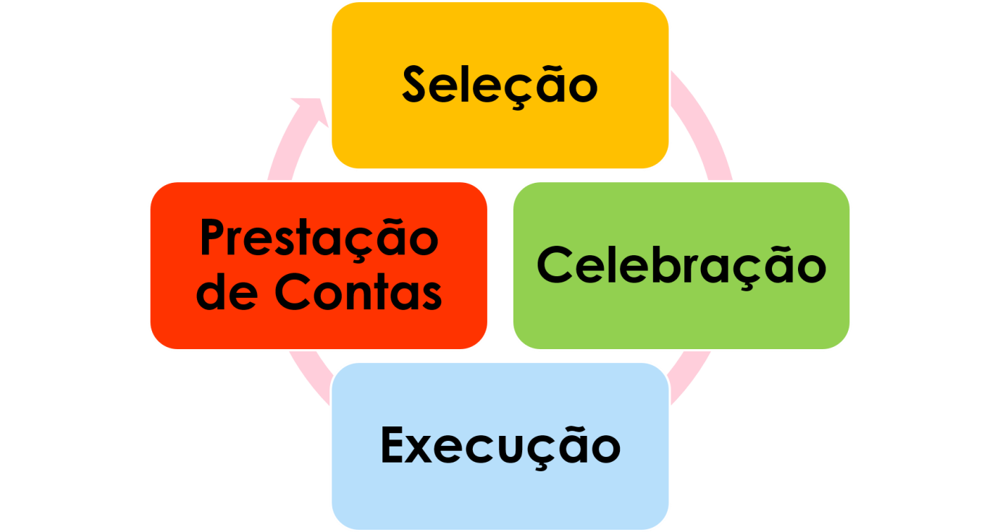 Seleção
Celebração
Execução
Prestação
de Contas